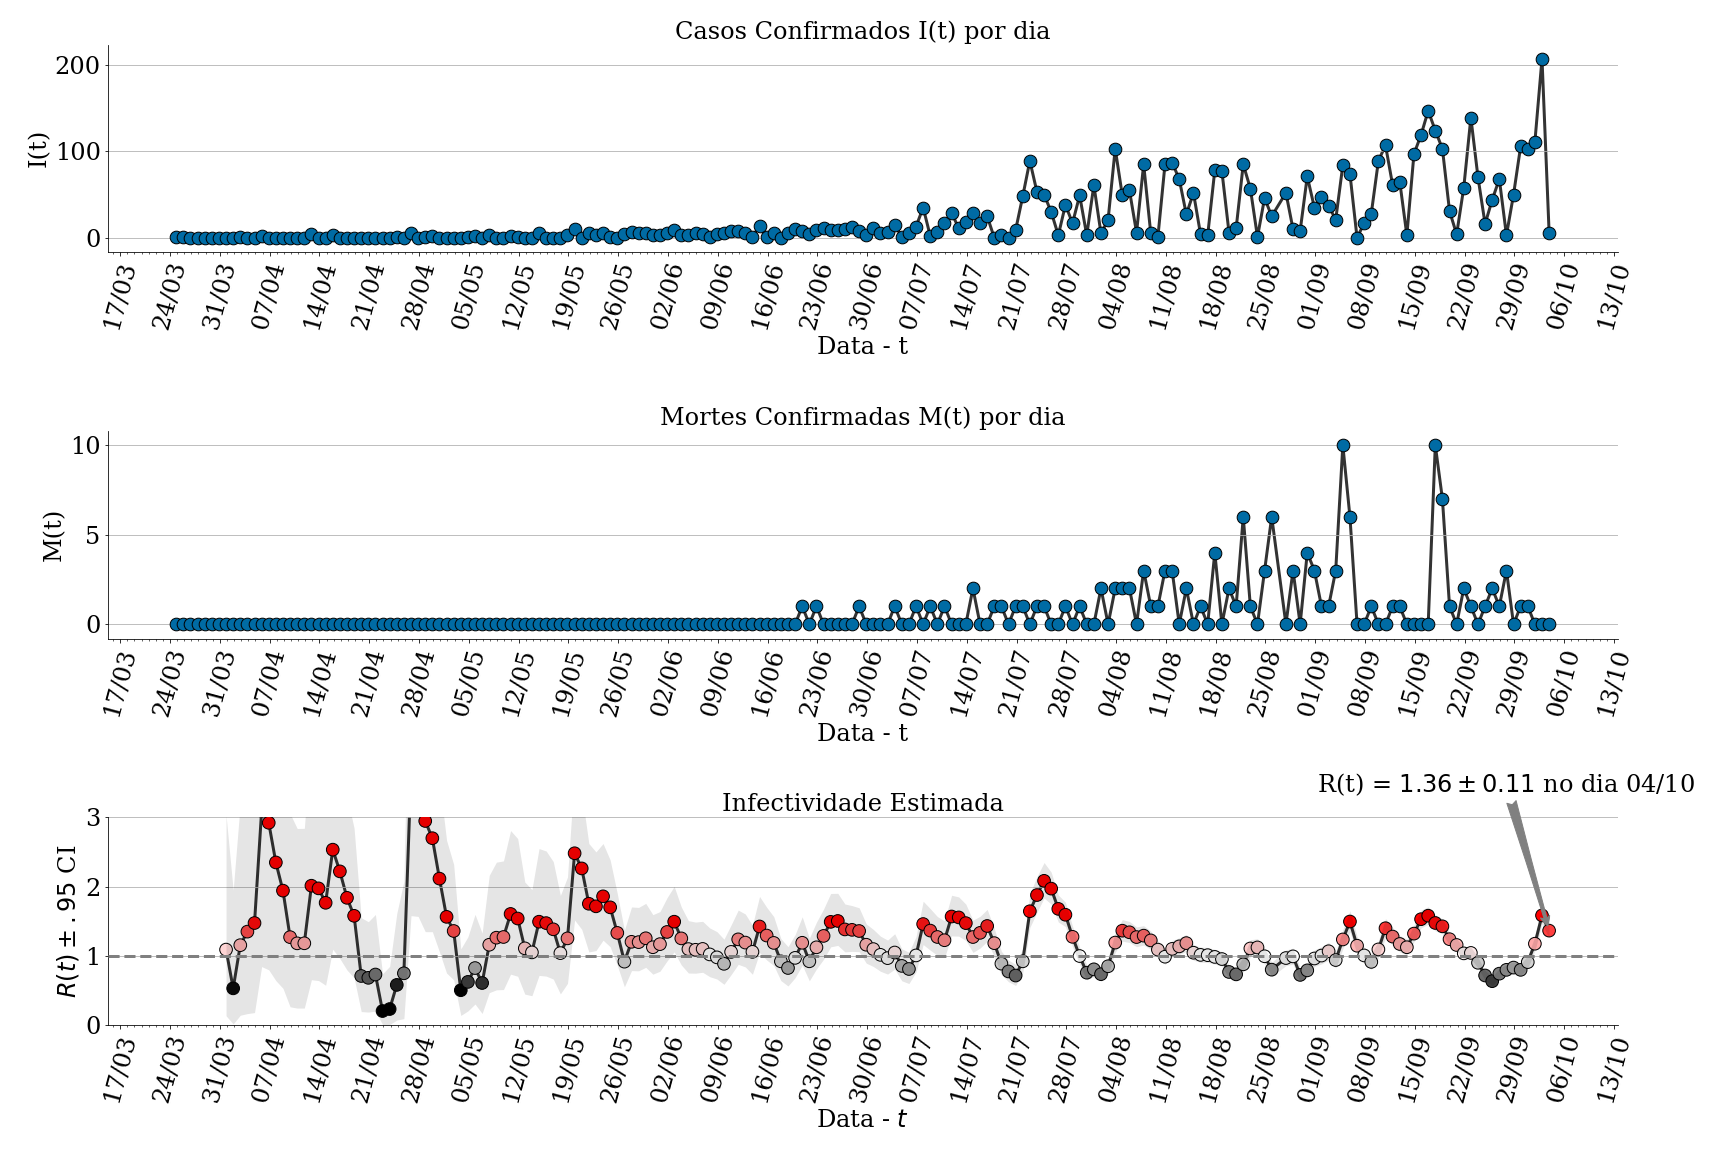 Casos Confirmados I(t) por dia
I(t)
200
100
0
17/03 24/03 31/03 07/04 14/04 21/04 28/04 05/05 12/05 19/05 26/05 02/06 09/06 16/06 23/06 30/06 07/07 14/07 21/07 28/07 04/08 11/08 18/08 25/08 01/09 08/09 15/09 22/09 29/09 06/10 13/10
Data - t
Mortes Confirmadas M(t) por dia
M(t)
10
5
0
17/03 24/03 31/03 07/04 14/04 21/04 28/04 05/05 12/05 19/05 26/05 02/06 09/06 16/06 23/06 30/06 07/07 14/07 21/07 28/07 04/08 11/08 18/08 25/08 01/09 08/09 15/09 22/09 29/09 06/10 13/10
Data - t
R(t) = 1.36 ± 0.11 no dia 04/10
Infectividade Estimada
R(t) ± .95 CI
3
2
1
0
17/03 24/03 31/03 07/04 14/04 21/04 28/04 05/05 12/05 19/05 26/05 02/06 09/06 16/06 23/06 30/06 07/07 14/07 21/07 28/07 04/08 11/08 18/08 25/08 01/09 08/09 15/09 22/09 29/09 06/10 13/10
Data - t